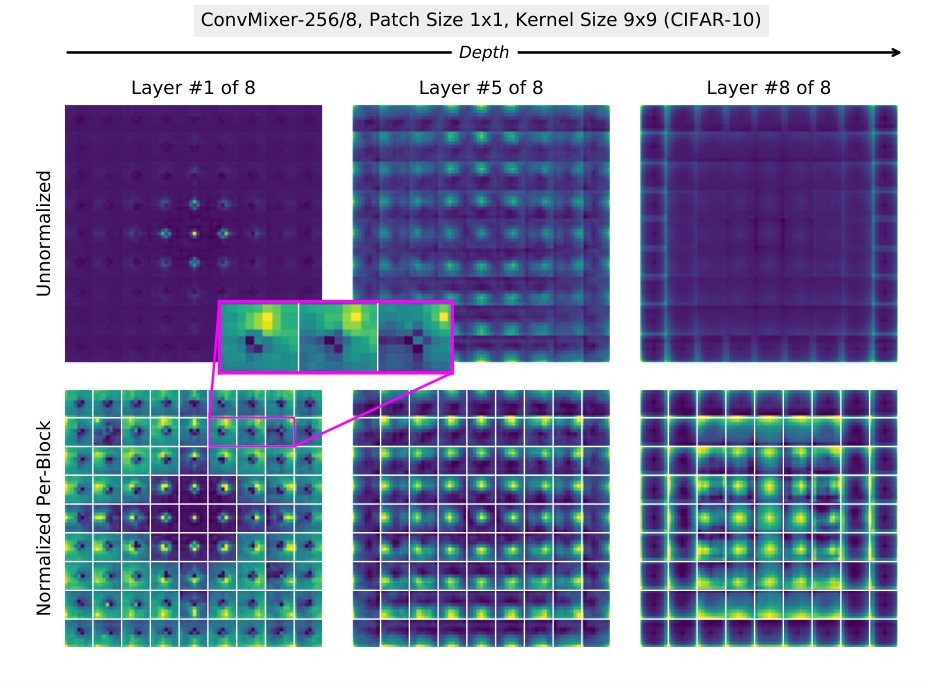 ConvMixer-256/8, Patch Size 1x1, Kernel Size 9x9 (CIFAR-10)
Depth
Layer #1 of 8
Layer #5 of 8
Layer #8 of 8
Unnormalized
Normalized Per-Block